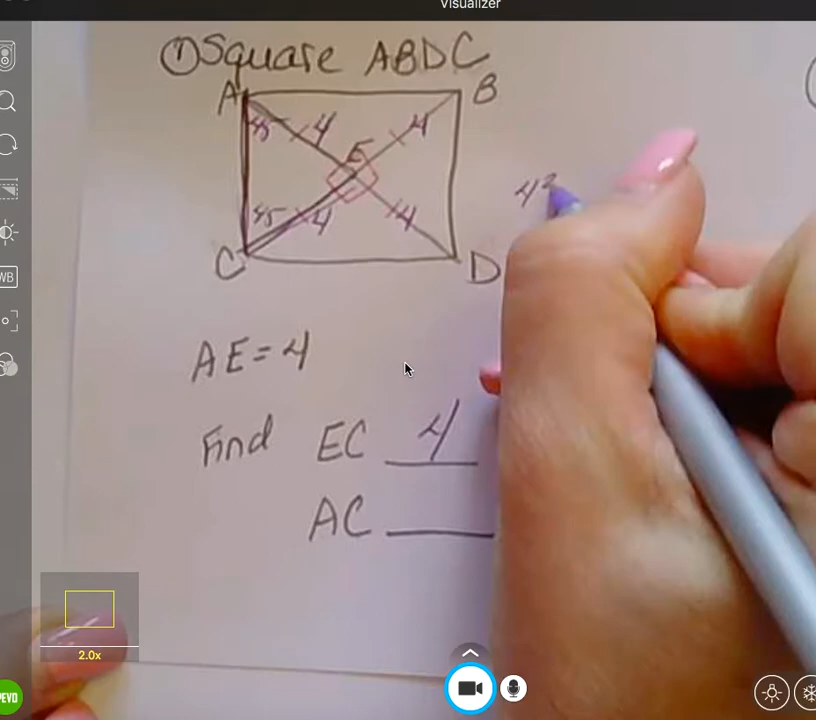 Visualizer
① Square ABDC
A
B
45
4
4
E
4²
45
4
4
C
D
WB
AE = 4
Find EC 4
AC
2.0x